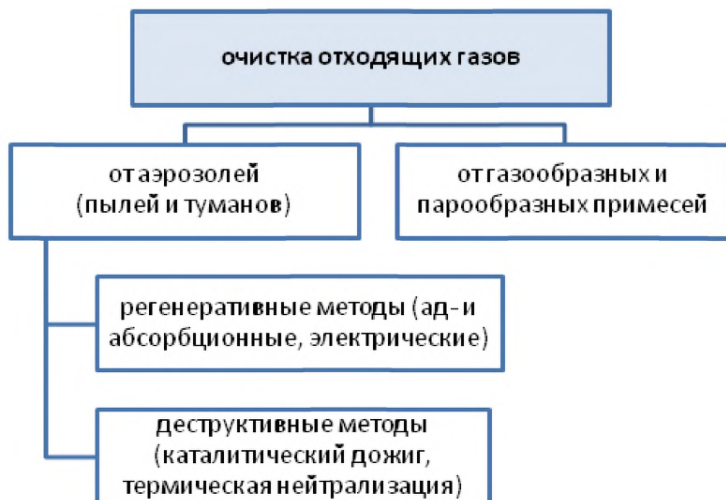 очистка отходящих газов
от аэрозолей
(пылей и туманов)
от газообразных и
парообразных примесей
регенеративные методы (ад- и
абсорбционные, электрические)
деструктивные методы
(каталитический дожиг,
термическая нейтрализация)